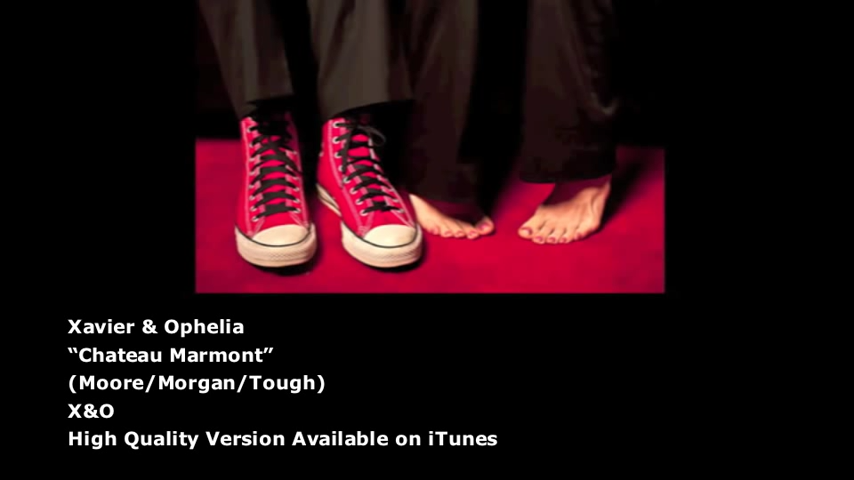 Xavier & Ophelia
“Chateau Marmont”
(Moore/Morgan/Tough)
X&O
High Quality Version Available on iTunes